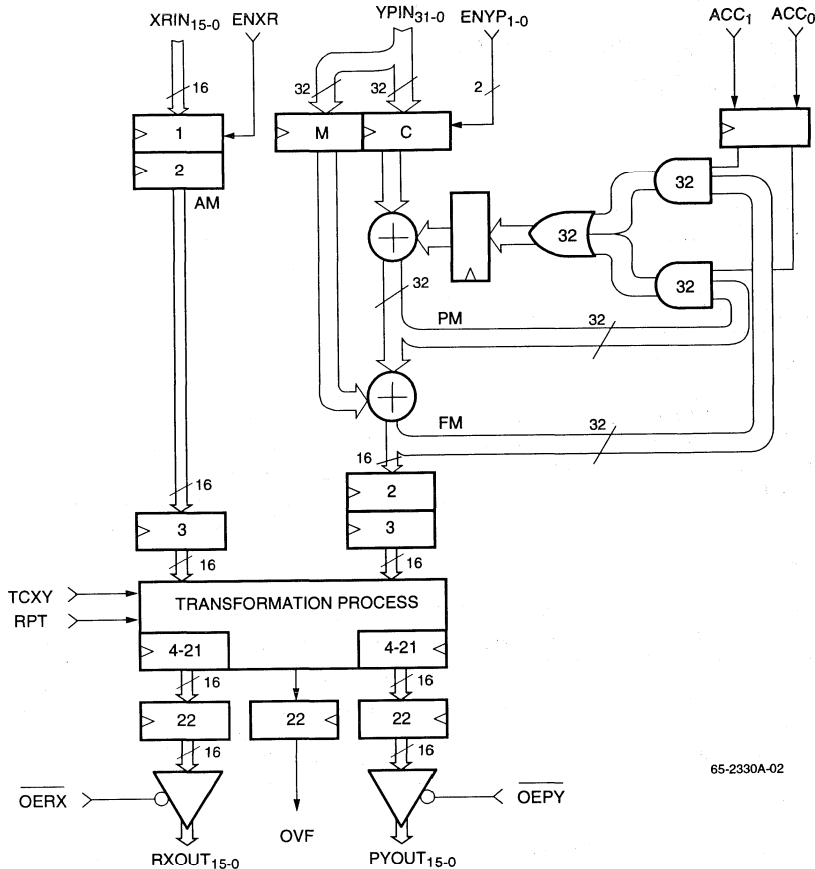 XRIN15-0 ENXR YPIN31-0 ENYP1-0 ACC1 ACC0
16 32 32 2
1 M C
2 32
AM
32 32
32
PM 32
FM 32
16
16 2
3 3
16 16
TCXY
TRANSFORMATION PROCESS
RPT
4-21 4-21
16 16
22 22 22
16 16
65-2330A-02
OERX OEPY
OVF
RXOUT15-0 PYOUT15-0